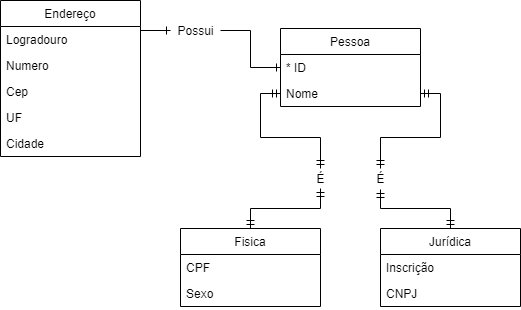 Endereço
Logradouro
Numero
Cep
UF
Cidade
Possui
Pessoa
* ID
Nome
É
É
Fisica
CPF
Sexo
Jurídica
Inscrição
CNPJ